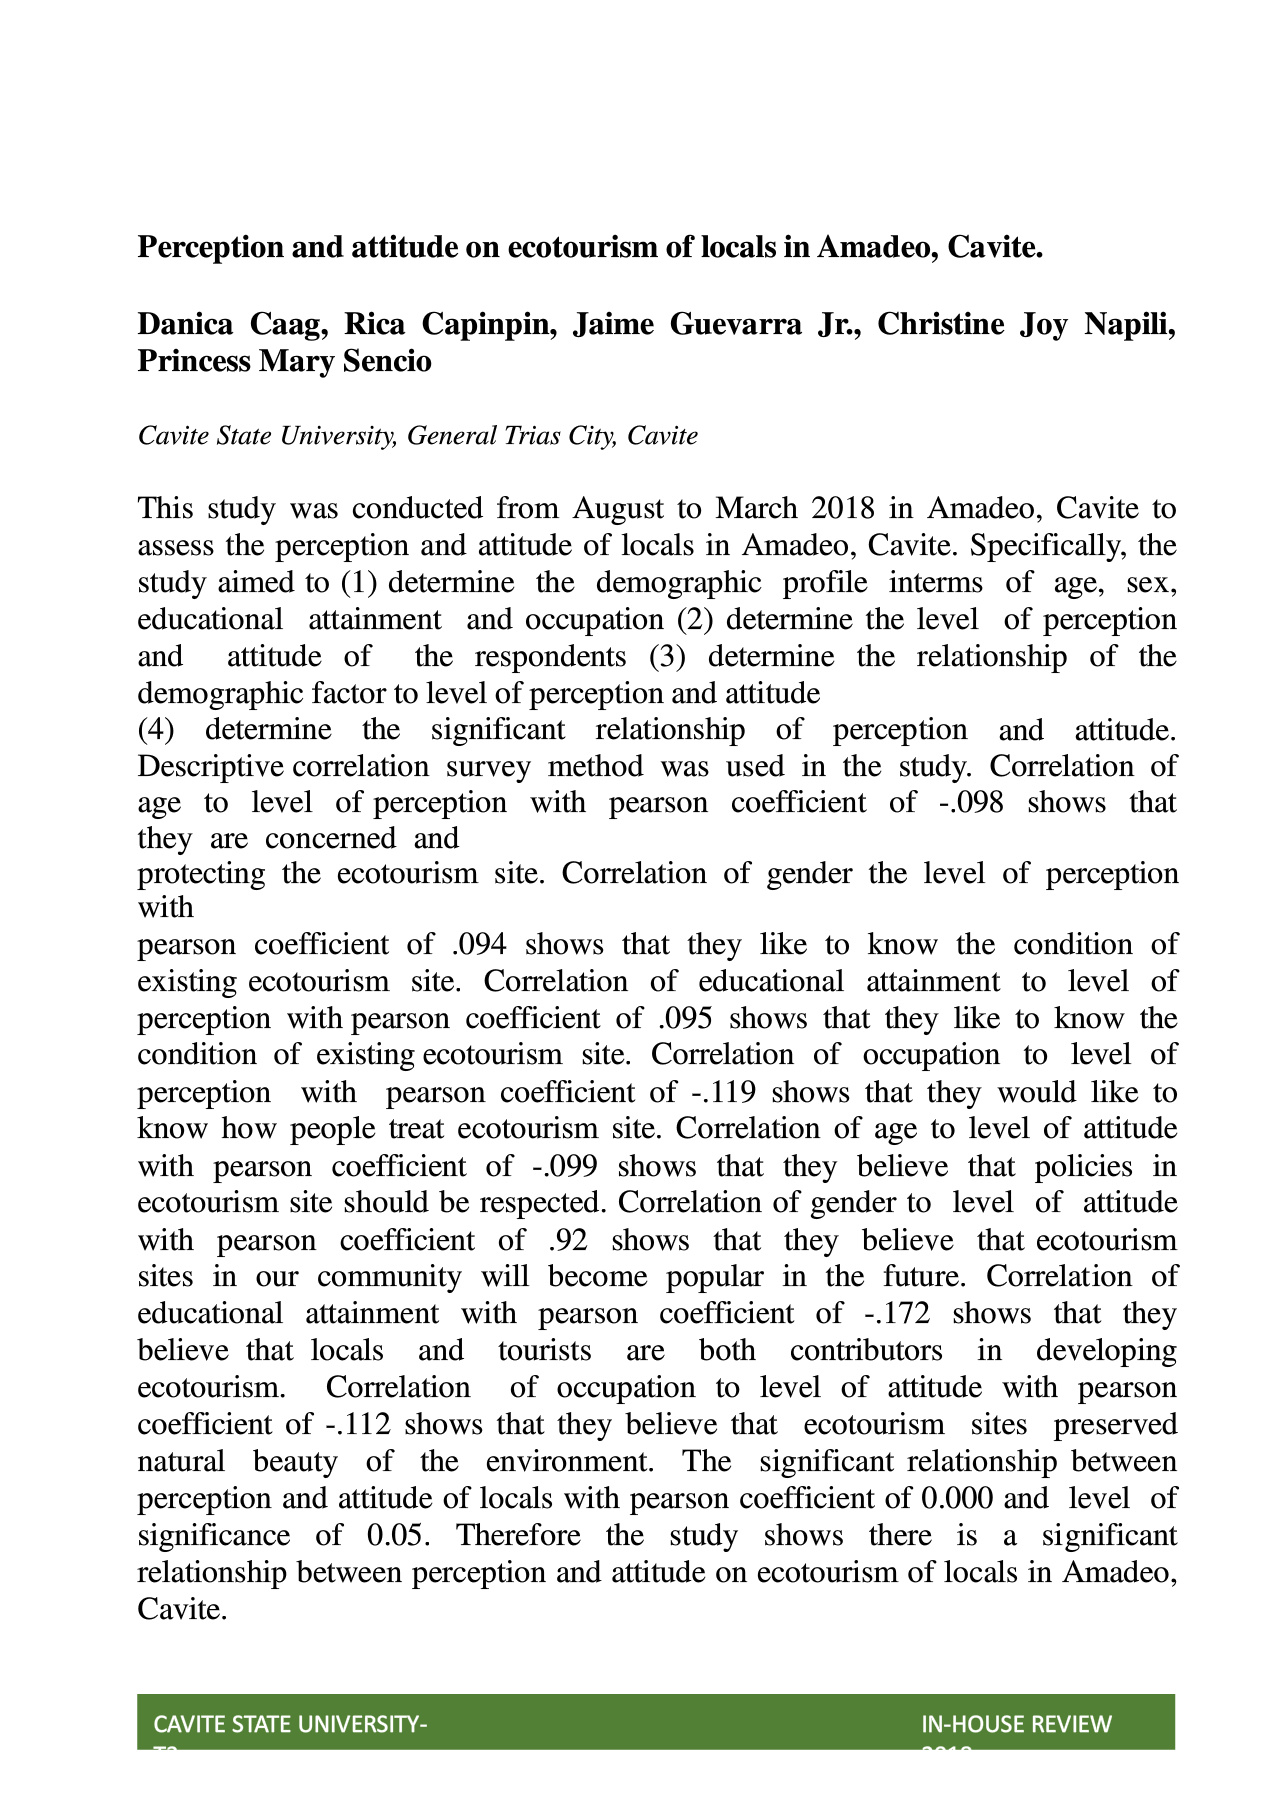 Perception and attitude on ecotourism of locals in Amadeo, Cavite.
Danica Caag, Rica Capinpin, Jaime Guevarra Jr., Christine Joy Napili,
Princess Mary Sencio
Cavite State University, General Trias City, Cavite
This study was conducted from August to March 2018 in Amadeo, Cavite to
assess the perception and attitude of locals in Amadeo, Cavite. Specifically, the
study aimed to (1) determine the demographic profile interms of age, sex,
educational attainment and occupation (2) determine the level of perception
and attitude of the respondents (3) determine the relationship of the
demographic factor to level of perception and attitude
(4) determine the significant relationship of perception and attitude.
Descriptive correlation survey method was used in the study. Correlation of
age to level of perception with pearson coefficient of -.098 shows that
they are concerned and
protecting the ecotourism site. Correlation of gender the level of perception
with
pearson coefficient of .094 shows that they like to know the condition of
existing ecotourism site. Correlation of educational attainment to level of
perception with pearson coefficient of .095 shows that they like to know the
condition of existing ecotourism site. Correlation of occupation to level of
perception with pearson coefficient of -.119 shows that they would like to
know how people treat ecotourism site. Correlation of age to level of attitude
with pearson coefficient of -.099 shows that they believe that policies in
ecotourism site should be respected. Correlation of gender to level of attitude
with pearson coefficient of .92 shows that they believe that ecotourism
sites in our community will become popular in the future. Correlation of
educational attainment with pearson coefficient of -.172 shows that they
believe that locals and tourists are both contributors in developing
ecotourism. Correlation of occupation to level of attitude with pearson
coefficient of -.112 shows that they believe that ecotourism sites preserved
natural beauty of the environment. The significant relationship between
perception and attitude of locals with pearson coefficient of 0.000 and level of
significance of 0.05. Therefore the study shows there is a significant
relationship between perception and attitude on ecotourism of locals in Amadeo,
Cavite.
CAVITE STATE UNIVERSITY-
IN-HOUSE REVIEW